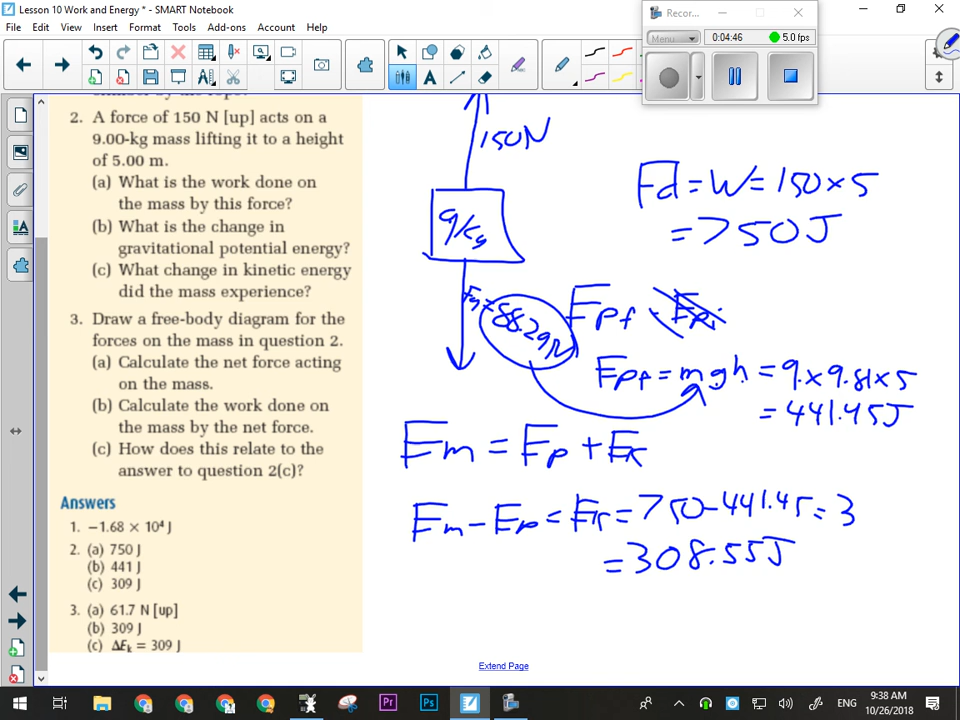 Lesson 10 Work and Energy * - SMART Notebook
File Edit View Insert Format Tools Add-ons Account Help
Recor...
Menu
0:04:46
5.0 fps
2. A force of 150 N [up] acts on a
9.00-kg mass lifting it to a height
of 5.00 m.
(a) What is the work done on
the mass by this force?
(b) What is the change in
gravitational potential energy?
(c) What change in kinetic energy
did the mass experience?
3. Draw a free-body diagram for the
forces on the mass in question 2.
(a) Calculate the net force acting
on the mass.
(b) Calculate the work done on
the mass by the net force.
(c) How does this relate to the
answer to question 2(c)?
Answers
1. −1.68 × 10⁴ J
2. (a) 750 J
(b) 441 J
(c) 309 J
3. (a) 61.7 N [up]
(b) 309 J
(c) ΔEk = 309 J
150N
9kg
Fg = 88.29N
Fd = W = 150 × 5
= 750J
Epf - Epi
Epf = mgh = 9 × 9.81 × 5
= 441.45J
Em = Ep + Ek
Em - Ep = Ek = 750 - 441.45 = 3
= 308.55J
Extend Page
Pr
Ps
ENG
9:38 AM
10/26/2018